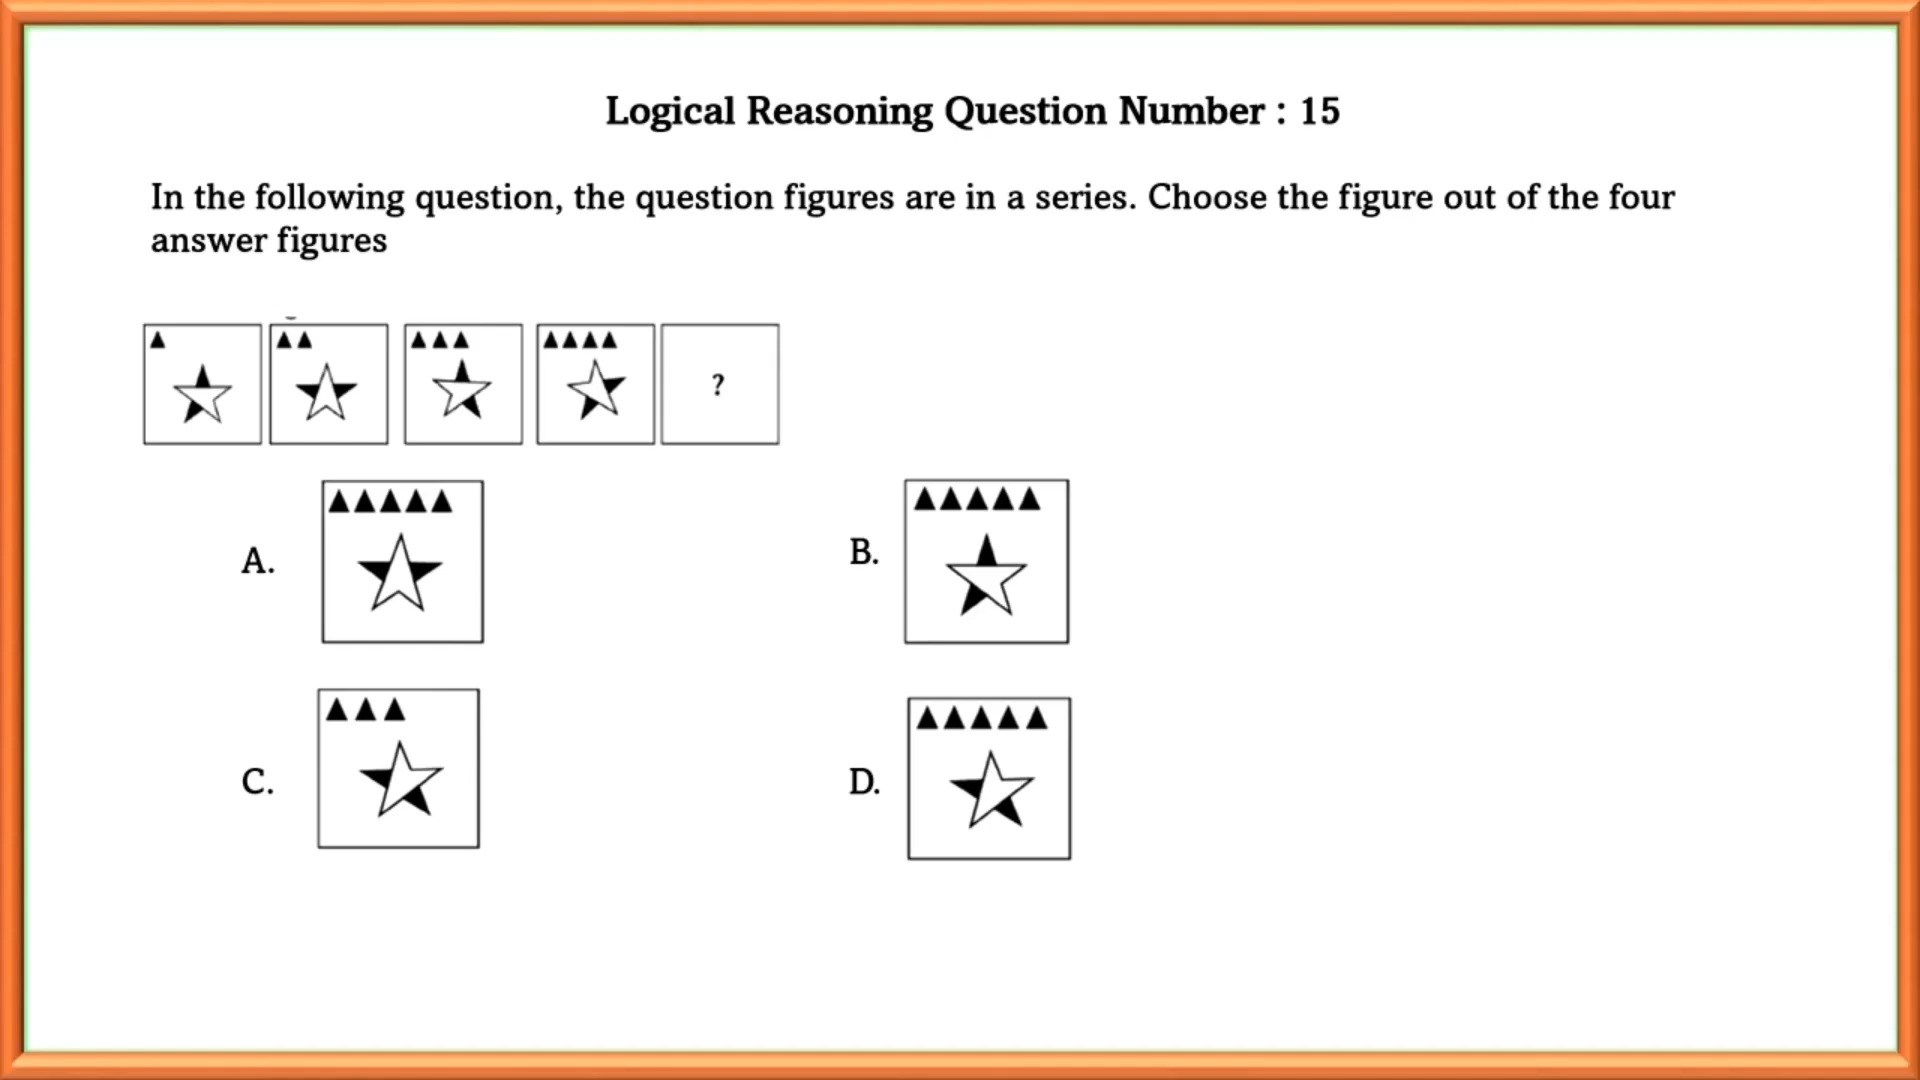 Logical Reasoning Question Number : 15
In the following question, the question figures are in a series. Choose the figure out of the four
answer figures
?
A.
B.
C.
D.